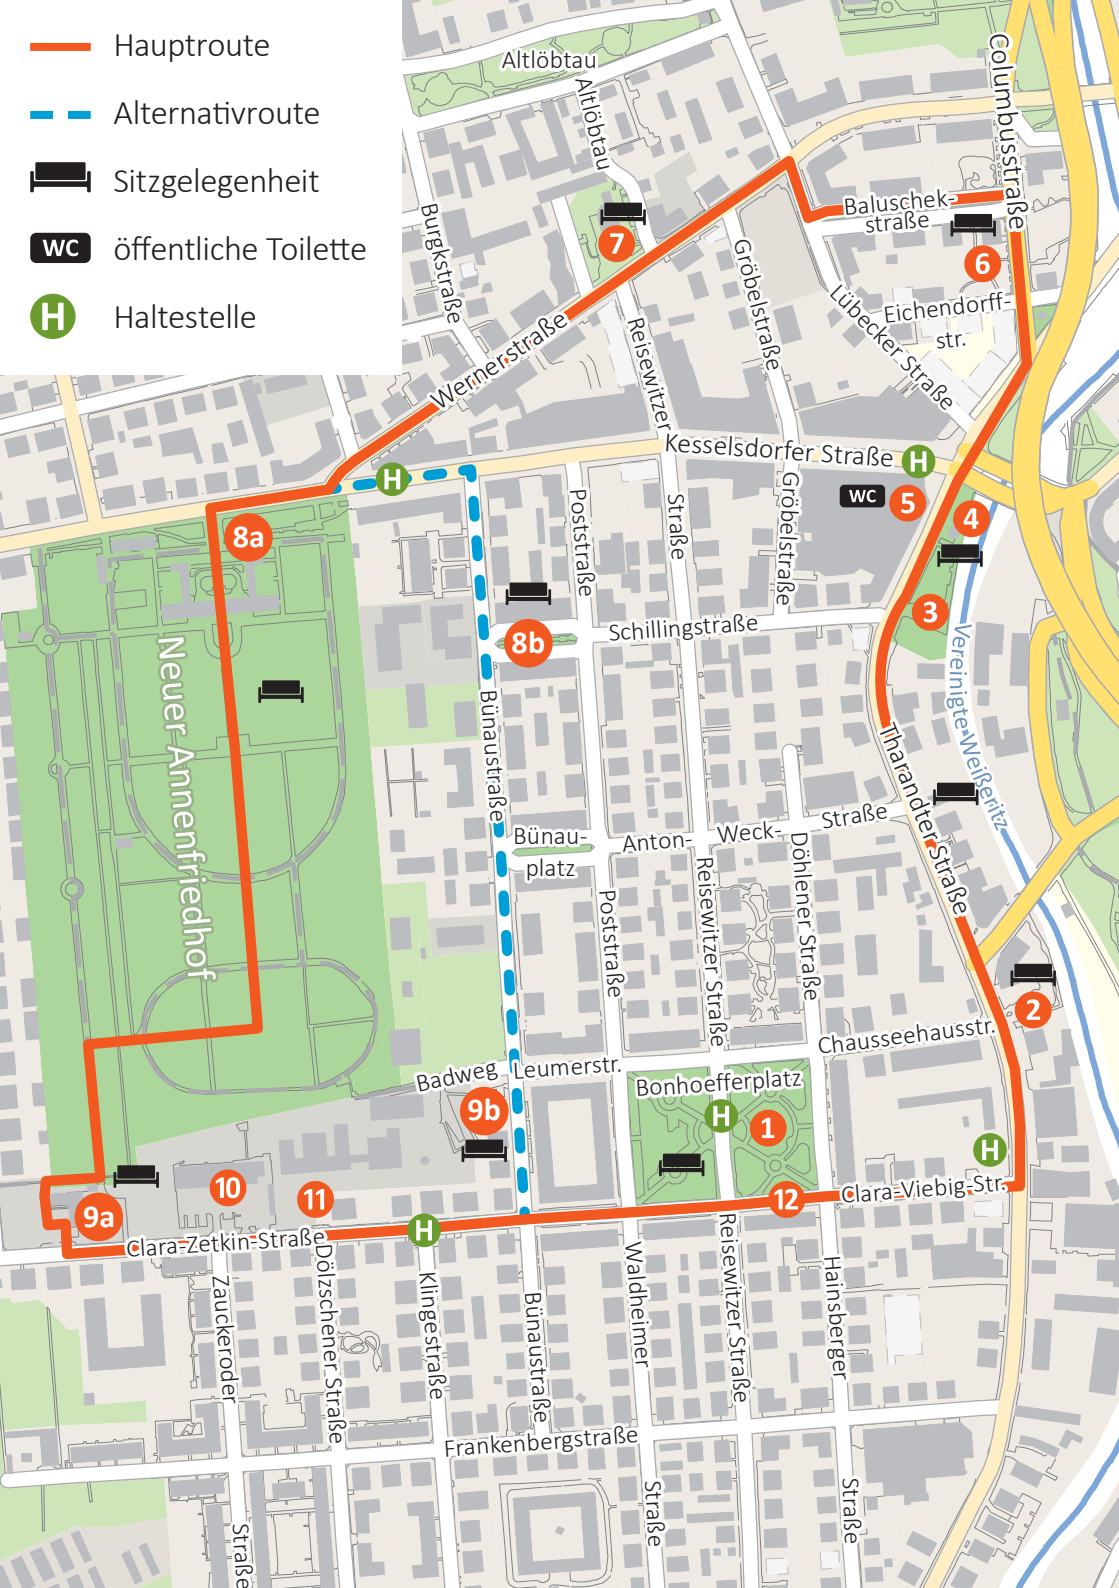 Hauptroute
Alternativroute
Sitzgelegenheit
WC öffentliche Toilette
H Haltestelle
Altlöbtau
Altlöbtau
Columbusstraße
Burgkstraße
7
Baluschek-
straße
6
Gröbelstraße
Eichendorff-
str.
Lübecker Straße
Wernerstraße
Reisewitzer
Straße
Kesselsdorfer Straße
H
H
WC
5
4
Gröbelstraße
Poststraße
8a
3
8b
Schillingstraße
Vereinigte Weißeritz
Neuer Annenfriedhof
Bünaustraße
Tharandter Straße
Bünau-
platz
Anton-
Weck-
Straße
Döhlener Straße
Reisewitzer Straße
Poststraße
2
Chausseehausstr.
Badweg
Leumerstr.
Bonhoefferplatz
9b
H
1
H
10
11
12
Clara-Viebig-Str.
9a
Clara-Zetkin-Straße
H
Zauckeroder
Straße
Dölzschener Straße
Klingestraße
Bünaustraße
Waldheimer
Straße
Reisewitzer Straße
Hainsberger
Straße
Frankenbergstraße